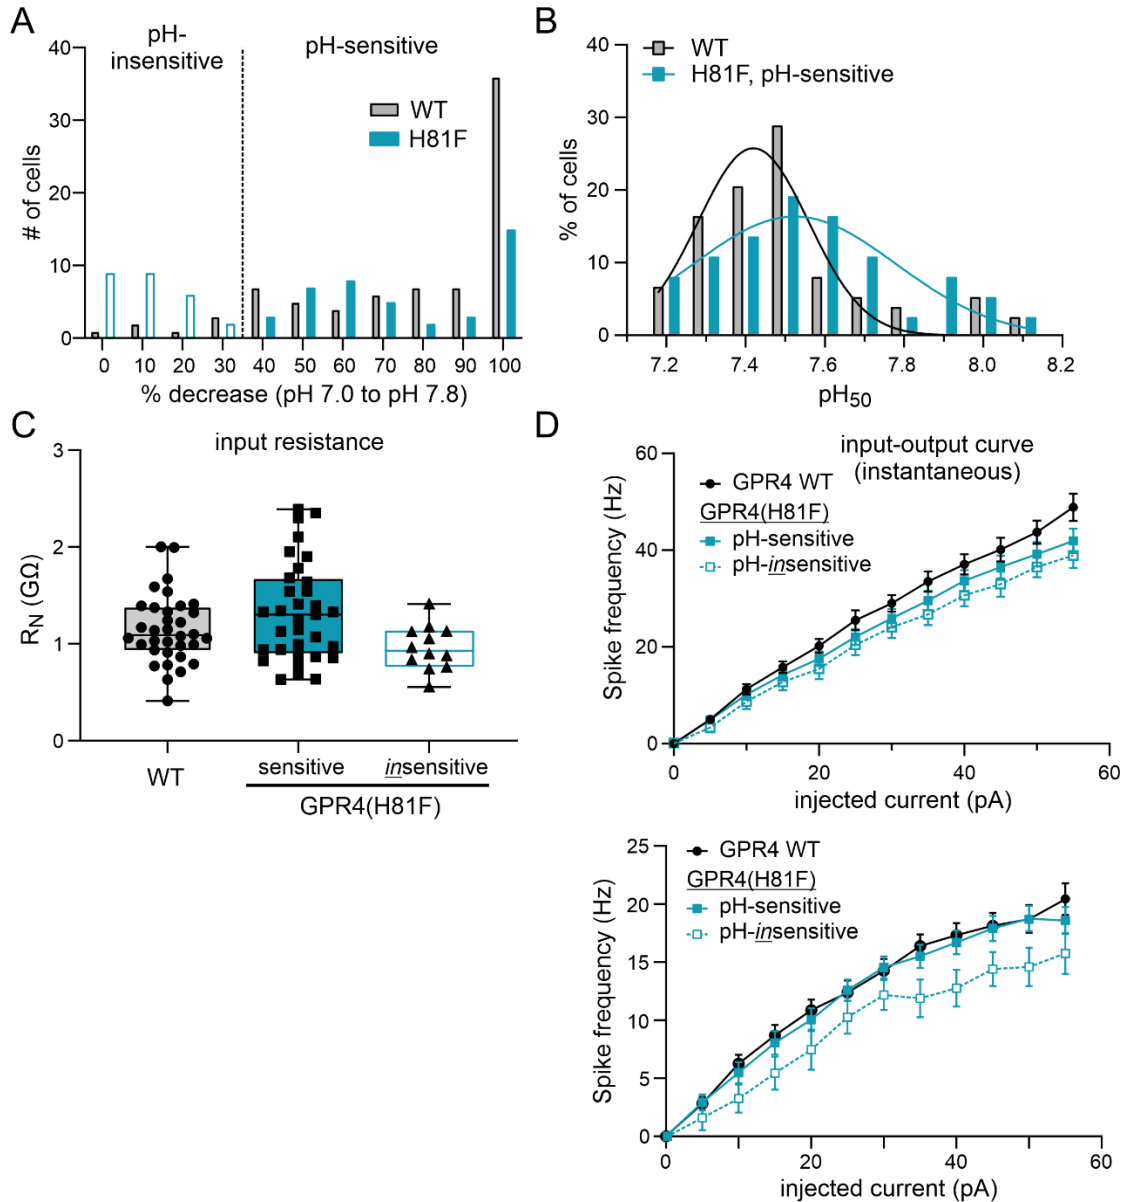 A
pH-
insensitive
pH-sensitive
40
30
20
10
0
# of cells
WT
H81F
0 10 20 30 40 50 60 70 80 90 100
% decrease (pH 7.0 to pH 7.8)
B
WT
H81F, pH-sensitive
40
30
20
10
0
% of cells
7.2 7.4 7.6 7.8 8.0 8.2
pH50
C
input resistance
3
2
1
0
RN (GΩ)
WT
sensitive
insensitive
GPR4(H81F)
D
input-output curve
(instantaneous)
GPR4 WT
GPR4(H81F)
pH-sensitive
pH-insensitive
60
40
20
0
Spike frequency (Hz)
0 20 40 60
injected current (pA)
GPR4 WT
GPR4(H81F)
pH-sensitive
pH-insensitive
25
20
15
10
5
0
Spike frequency (Hz)
0 20 40 60
injected current (pA)